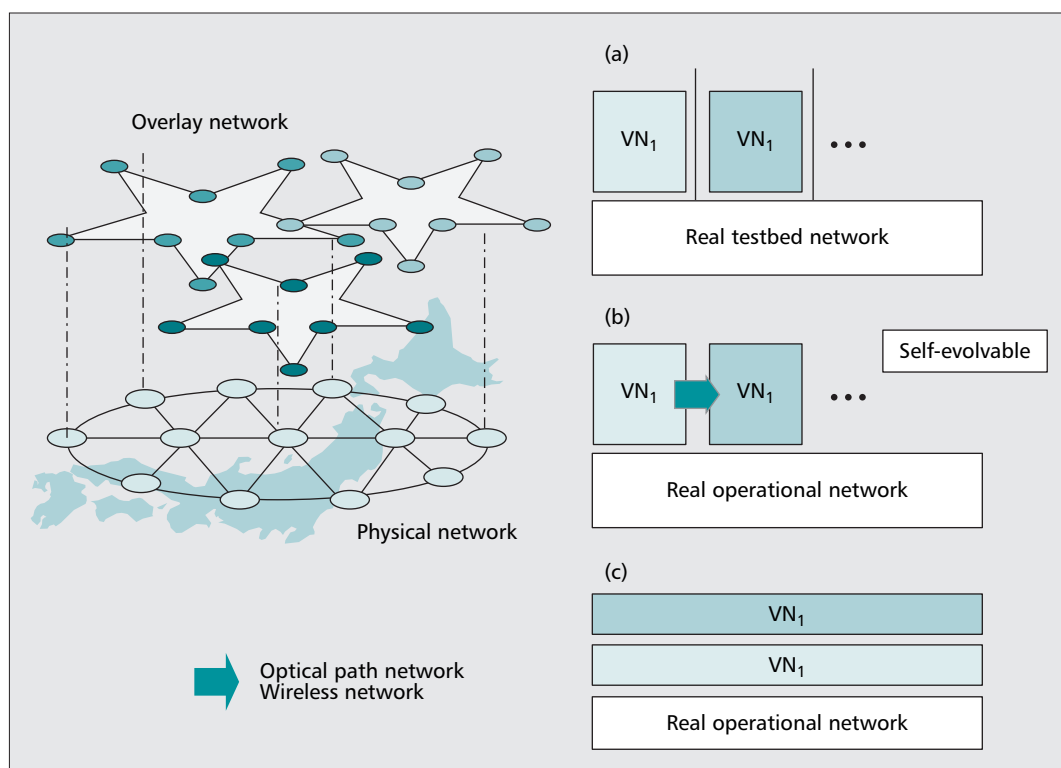 Overlay network
Physical network
Optical path network
Wireless network
(a)
VN₁ VN₁ •••
Real testbed network
(b)
Self-evolvable
VN₁ VN₁ •••
Real operational network
(c)
VN₁
VN₁
Real operational network